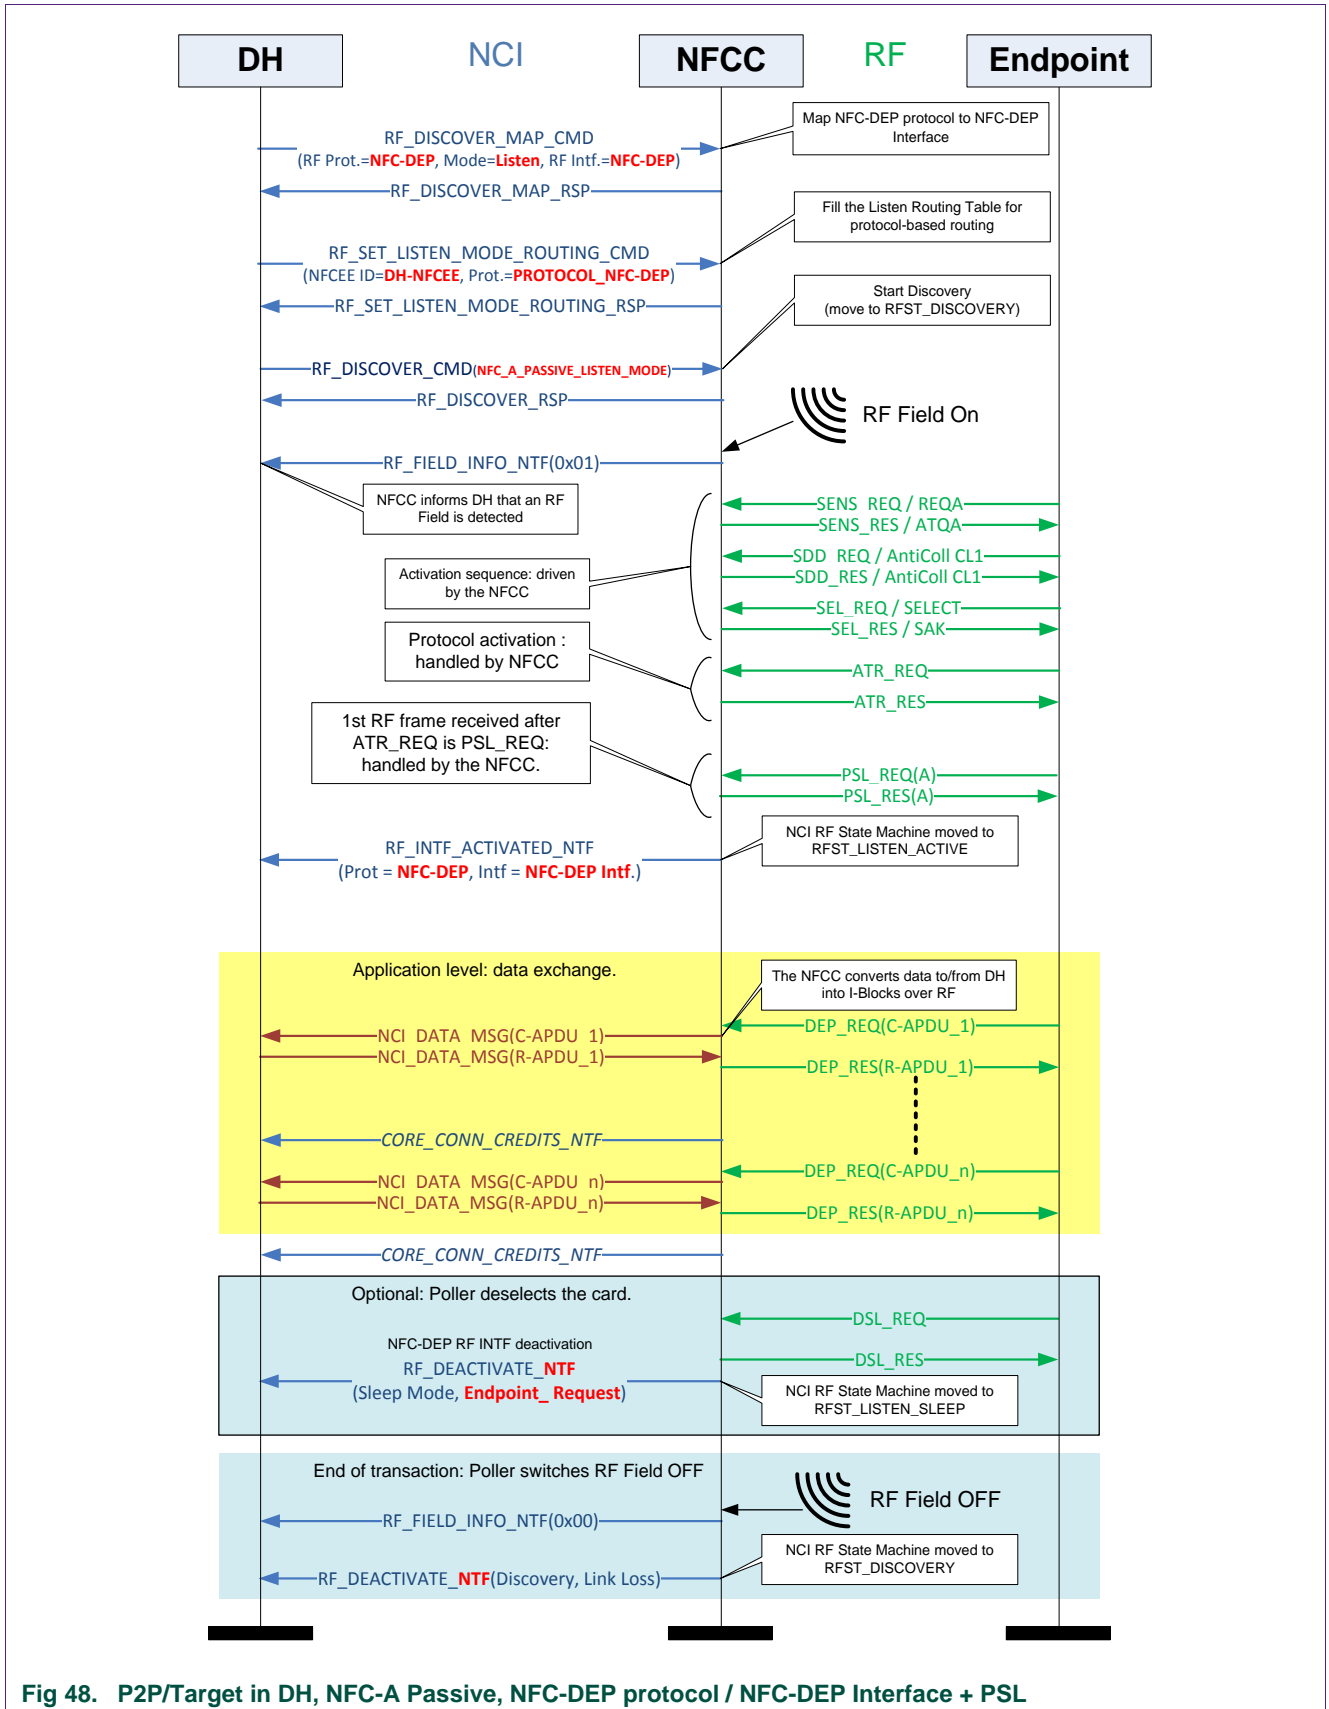 DH
NCI
NFCC
RF
Endpoint
Map NFC-DEP protocol to NFC-DEP
Interface
RF_DISCOVER_MAP_CMD
(RF Prot.=NFC-DEP, Mode=Listen, RF Intf.=NFC-DEP)
RF_DISCOVER_MAP_RSP
Fill the Listen Routing Table for
protocol-based routing
RF_SET_LISTEN_MODE_ROUTING_CMD
(NFCEE ID=DH-NFCEE, Prot.=PROTOCOL_NFC-DEP)
RF_SET_LISTEN_MODE_ROUTING_RSP
Start Discovery
(move to RFST_DISCOVERY)
RF_DISCOVER_CMD(NFC_A_PASSIVE_LISTEN_MODE)
RF_DISCOVER_RSP
RF Field On
RF_FIELD_INFO_NTF(0x01)
NFCC informs DH that an RF
Field is detected
SENS_REQ / REQA
SENS_RES / ATQA
SDD_REQ / AntiColl CL1
SDD_RES / AntiColl CL1
Activation sequence: driven
by the NFCC
SEL_REQ / SELECT
SEL_RES / SAK
Protocol activation :
handled by NFCC
ATR_REQ
ATR_RES
1st RF frame received after
ATR_REQ is PSL_REQ:
handled by the NFCC.
PSL_REQ(A)
PSL_RES(A)
NCI RF State Machine moved to
RFST_LISTEN_ACTIVE
RF_INTF_ACTIVATED_NTF
(Prot = NFC-DEP, Intf = NFC-DEP Intf.)
Application level: data exchange.
The NFCC converts data to/from DH
into I-Blocks over RF
DEP_REQ(C-APDU_1)
NCI_DATA_MSG(C-APDU_1)
NCI_DATA_MSG(R-APDU_1)
DEP_RES(R-APDU_1)
CORE_CONN_CREDITS_NTF
DEP_REQ(C-APDU_n)
NCI_DATA_MSG(C-APDU_n)
NCI_DATA_MSG(R-APDU_n)
DEP_RES(R-APDU_n)
CORE_CONN_CREDITS_NTF
Optional: Poller deselects the card.
DSL_REQ
NFC-DEP RF INTF deactivation
DSL_RES
RF_DEACTIVATE_NTF
(Sleep Mode, Endpoint_ Request)
NCI RF State Machine moved to
RFST_LISTEN_SLEEP
End of transaction: Poller switches RF Field OFF
RF Field OFF
RF_FIELD_INFO_NTF(0x00)
NCI RF State Machine moved to
RFST_DISCOVERY
RF_DEACTIVATE_NTF(Discovery, Link Loss)
Fig 48. P2P/Target in DH, NFC-A Passive, NFC-DEP protocol / NFC-DEP Interface + PSL